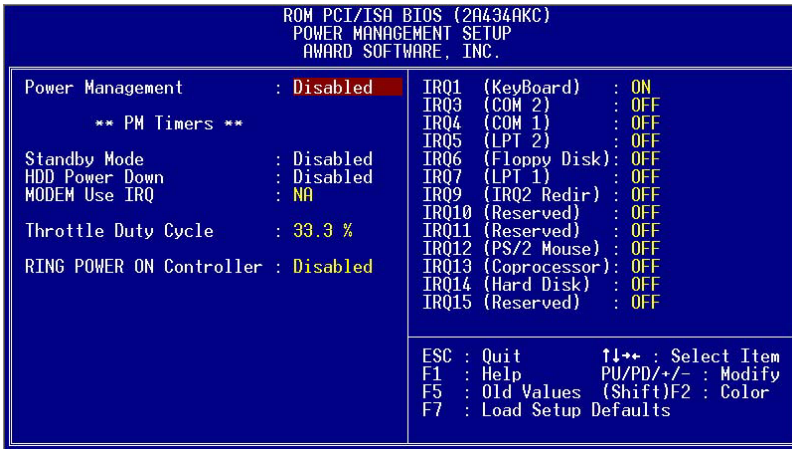 ROM PCI/ISA BIOS (2A434AKC)
POWER MANAGEMENT SETUP
AWARD SOFTWARE, INC.
Power Management : Disabled
** PM Timers **
Standby Mode : Disabled
HDD Power Down : Disabled
MODEM Use IRQ : NA
Throttle Duty Cycle : 33.3 %
RING POWER ON Controller : Disabled
IRQ1 (KeyBoard) : ON
IRQ3 (COM 2) : OFF
IRQ4 (COM 1) : OFF
IRQ5 (LPT 2) : OFF
IRQ6 (Floppy Disk): OFF
IRQ7 (LPT 1) : OFF
IRQ9 (IRQ2 Redir) : OFF
IRQ10 (Reserved) : OFF
IRQ11 (Reserved) : OFF
IRQ12 (PS/2 Mouse) : OFF
IRQ13 (Coprocessor): OFF
IRQ14 (Hard Disk) : OFF
IRQ15 (Reserved) : OFF
ESC : Quit ↑↓→← : Select Item
F1 : Help PU/PD/+/- : Modify
F5 : Old Values (Shift)F2 : Color
F7 : Load Setup Defaults